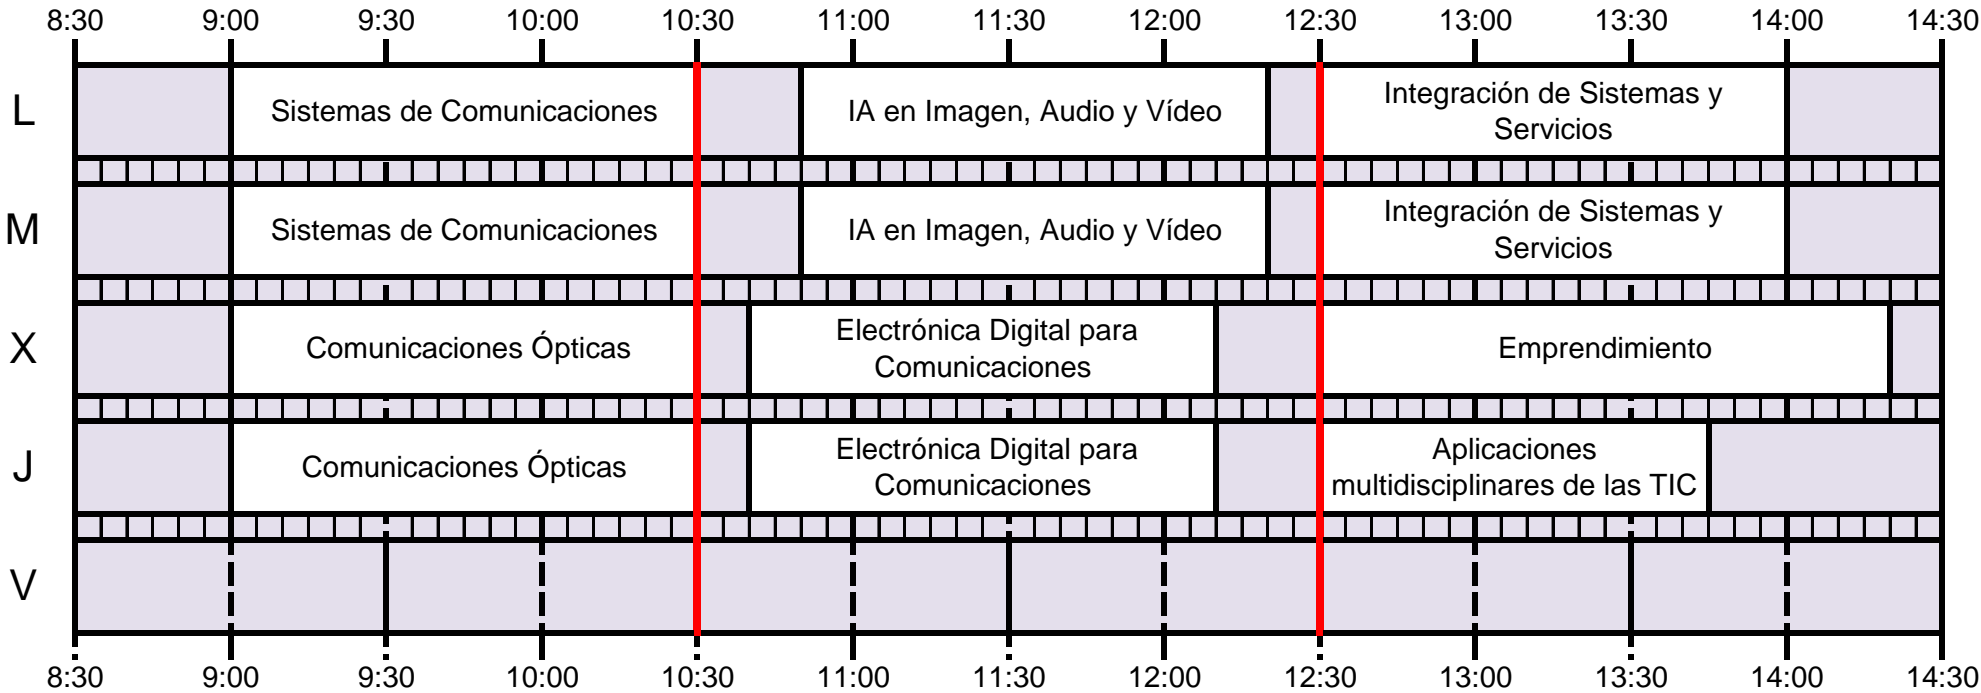 8:30 9:00 9:30 10:00 10:30 11:00 11:30 12:00 12:30 13:00 13:30 14:00 14:30
L
Sistemas de Comunicaciones
IA en Imagen, Audio y Vídeo
Integración de Sistemas y
Servicios
M
Sistemas de Comunicaciones
IA en Imagen, Audio y Vídeo
Integración de Sistemas y
Servicios
X
Comunicaciones Ópticas
Electrónica Digital para
Comunicaciones
Emprendimiento
J
Comunicaciones Ópticas
Electrónica Digital para
Comunicaciones
Aplicaciones
multidisciplinares de las TIC
V
8:30 9:00 9:30 10:00 10:30 11:00 11:30 12:00 12:30 13:00 13:30 14:00 14:30